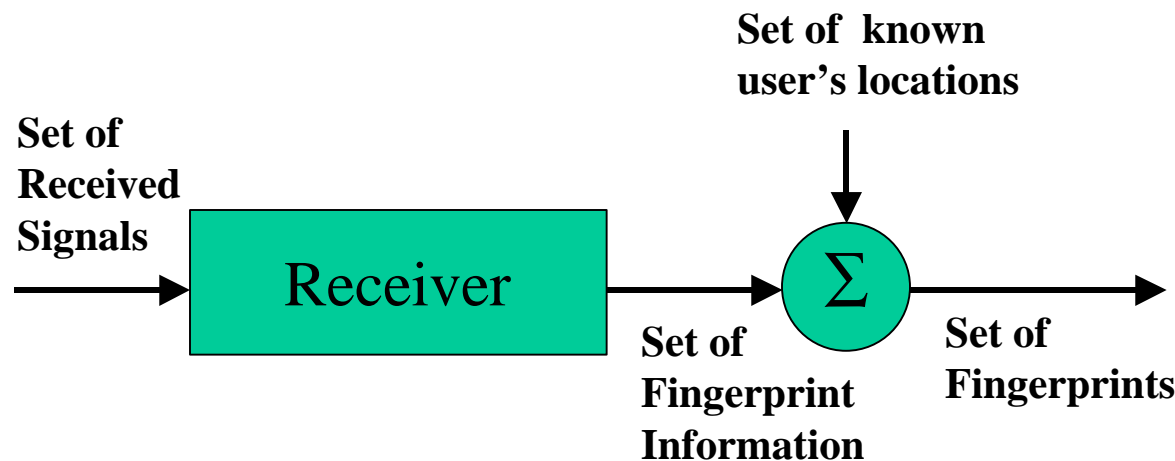 Set of known
user’s locations
Set of
Received
Signals
Receiver
Σ
Set of
Fingerprint
Information
Set of
Fingerprints